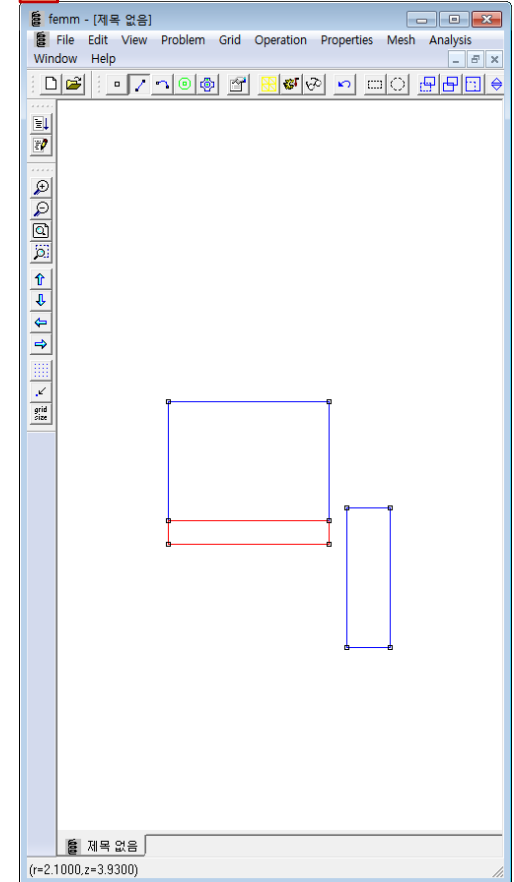 femm - [제목 없음]
File Edit View Problem Grid Operation Properties Mesh Analysis
Window Help
grid
size
제목 없음
(r=2.1000,z=3.9300)